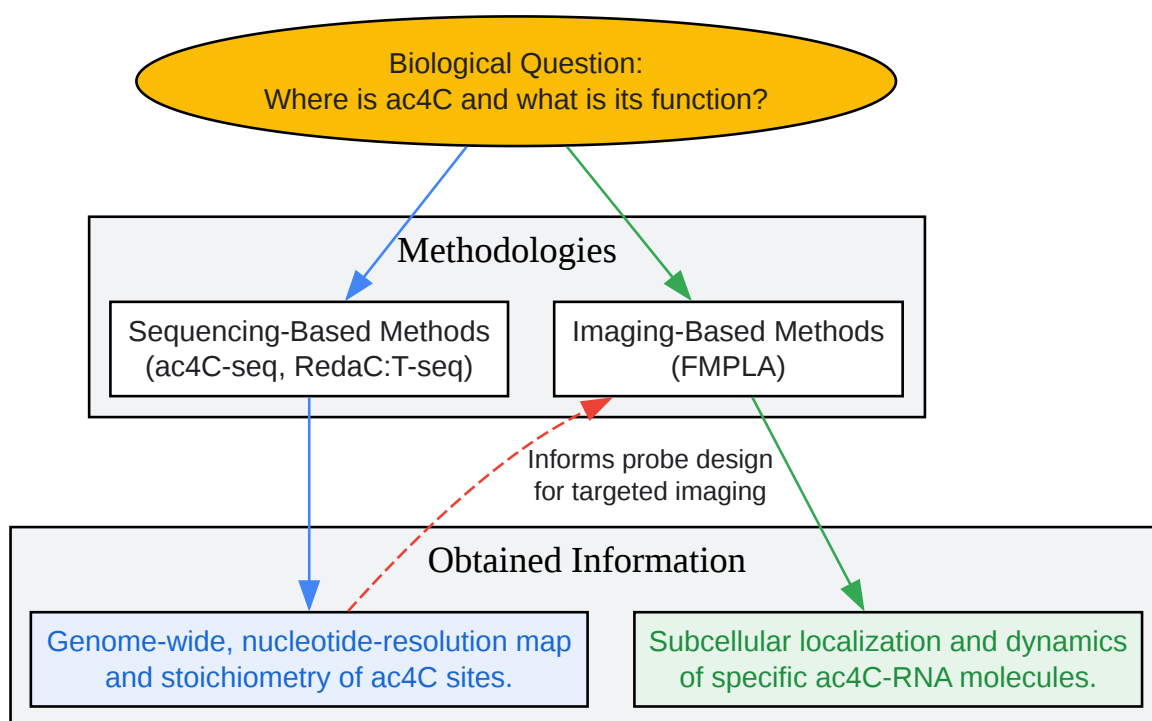 Biological Question:
Where is ac4C and what is its function?
Methodologies
Sequencing-Based Methods
(ac4C-seq, RedaC:T-seq)
Imaging-Based Methods
(FMPLA)
Informs probe design
for targeted imaging
Obtained Information
Genome-wide, nucleotide-resolution map
and stoichiometry of ac4C sites.
Subcellular localization and dynamics
of specific ac4C-RNA molecules.